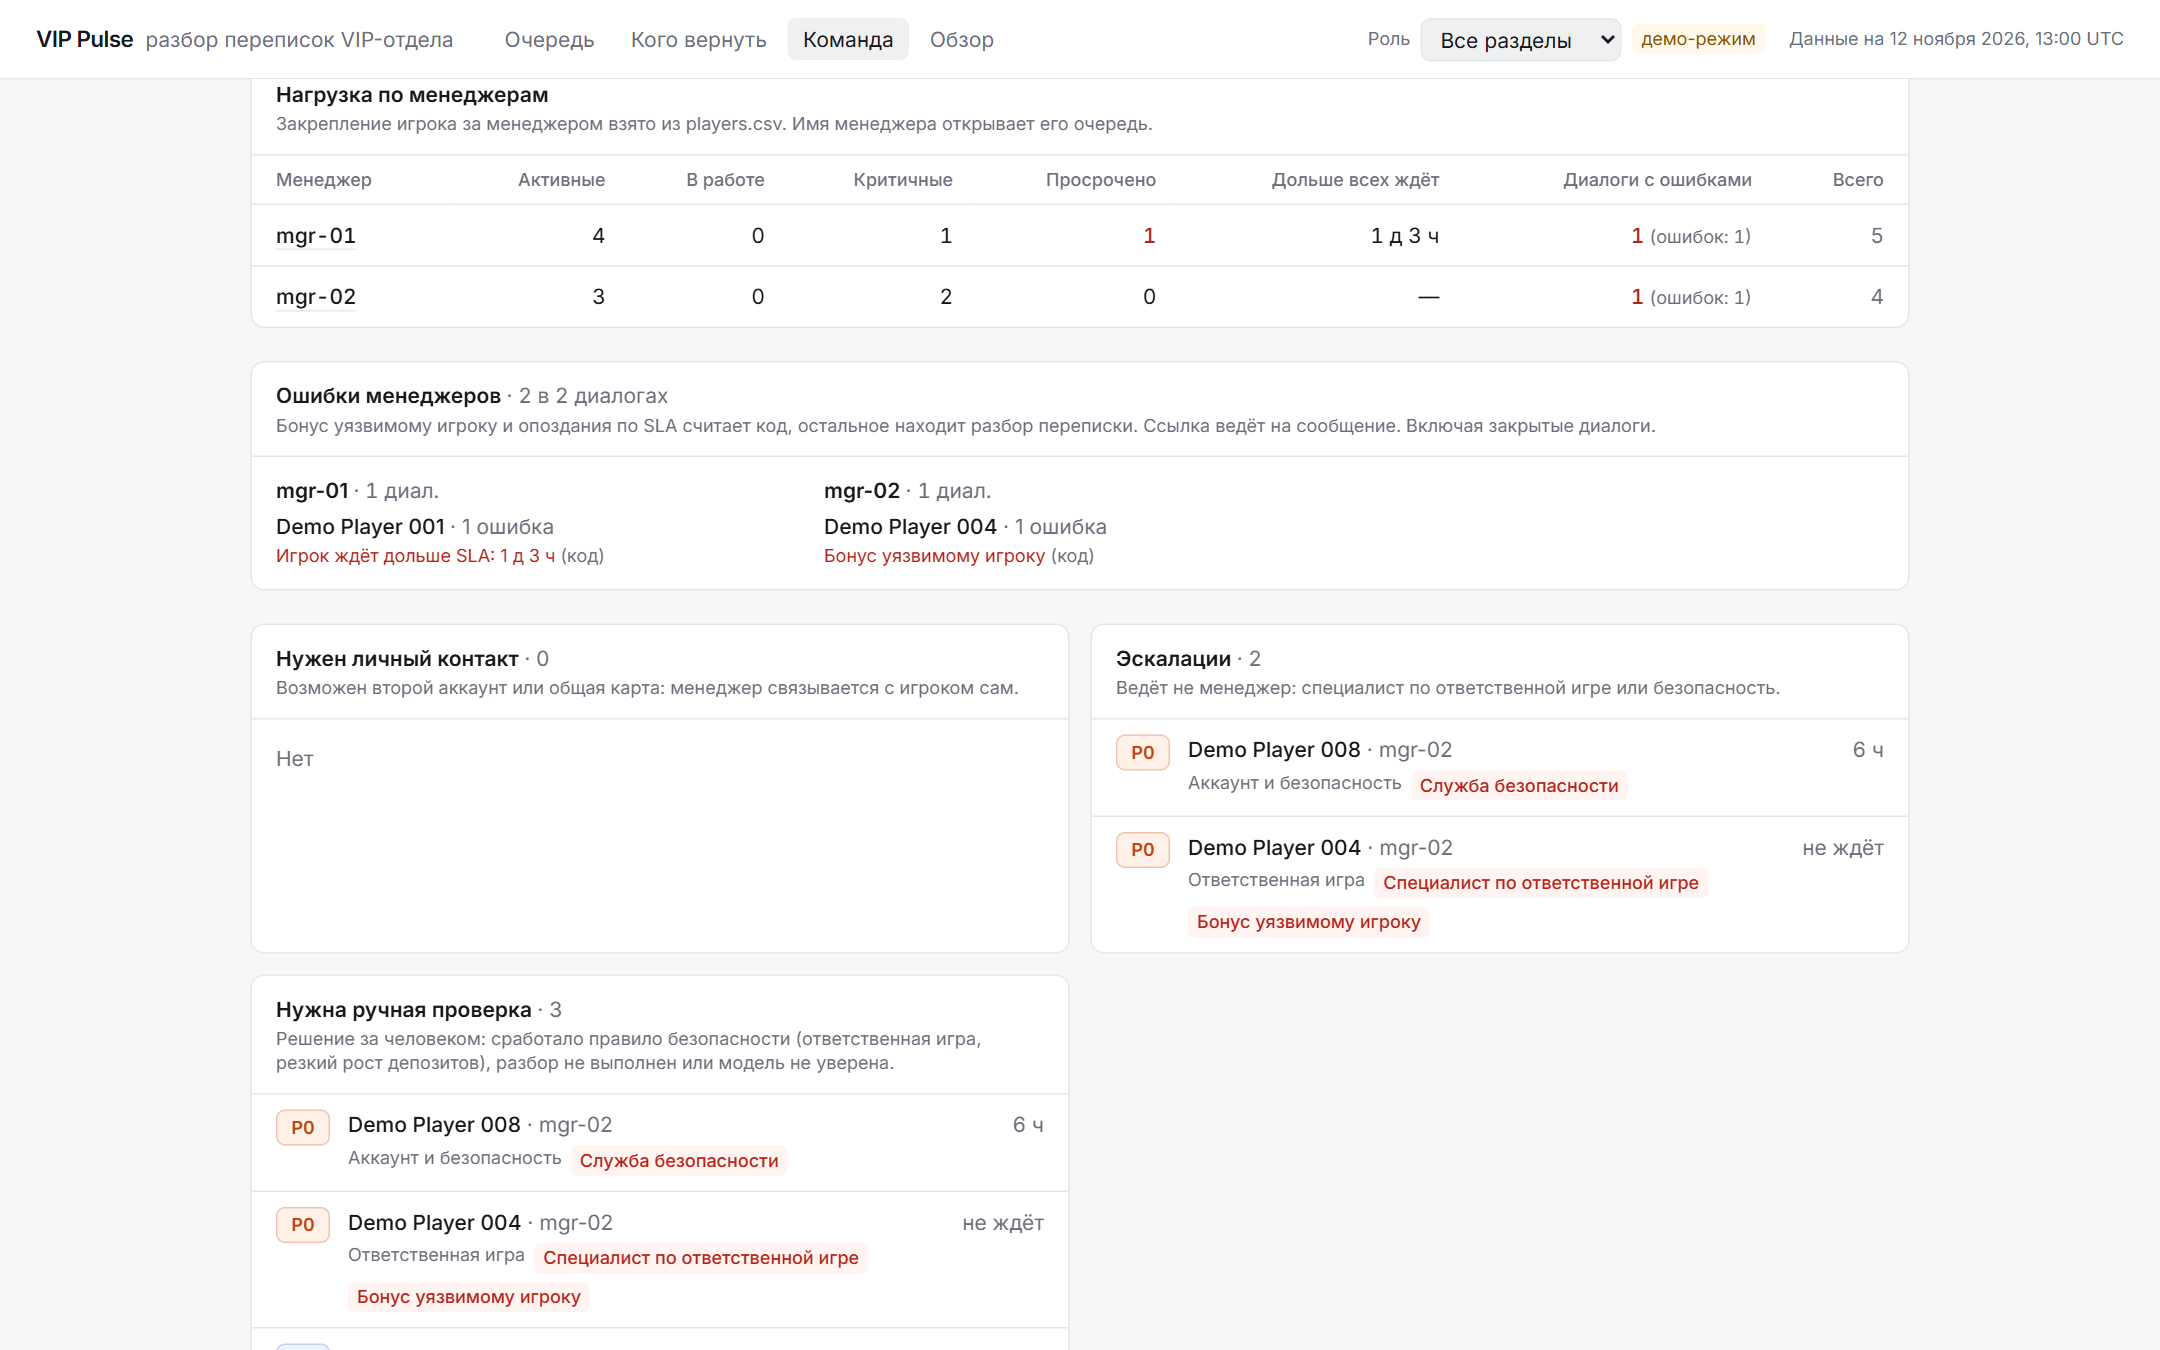 VIP Pulse разбор переписок VIP-отдела Очередь Кого вернуть Команда Обзор Роль Все разделы демо-режим Данные на 12 ноября 2026, 13:00 UTC
Нагрузка по менеджерам
Закрепление игрока за менеджером взято из players.csv. Имя менеджера открывает его очередь.
Менеджер Активные В работе Критичные Просрочено Дольше всех ждёт Диалоги с ошибками Всего
mgr-01 4 0 1 1 1 д 3 ч 1 (ошибок: 1) 5
mgr-02 3 0 2 0 — 1 (ошибок: 1) 4
Ошибки менеджеров · 2 в 2 диалогах
Бонус уязвимому игроку и опоздания по SLA считает код, остальное находит разбор переписки. Ссылка ведёт на сообщение. Включая закрытые диалоги.
mgr-01 · 1 диал.
Demo Player 001 · 1 ошибка
Игрок ждёт дольше SLA: 1 д 3 ч (код)
mgr-02 · 1 диал.
Demo Player 004 · 1 ошибка
Бонус уязвимому игроку (код)
Нужен личный контакт · 0
Возможен второй аккаунт или общая карта: менеджер связывается с игроком сам.
Нет
Эскалации · 2
Ведёт не менеджер: специалист по ответственной игре или безопасность.
P0 Demo Player 008 · mgr-02 6 ч
Аккаунт и безопасность Служба безопасности
P0 Demo Player 004 · mgr-02 не ждёт
Ответственная игра Специалист по ответственной игре
Бонус уязвимому игроку
Нужна ручная проверка · 3
Решение за человеком: сработало правило безопасности (ответственная игра,
резкий рост депозитов), разбор не выполнен или модель не уверена.
P0 Demo Player 008 · mgr-02 6 ч
Аккаунт и безопасность Служба безопасности
P0 Demo Player 004 · mgr-02 не ждёт
Ответственная игра Специалист по ответственной игре
Бонус уязвимому игроку